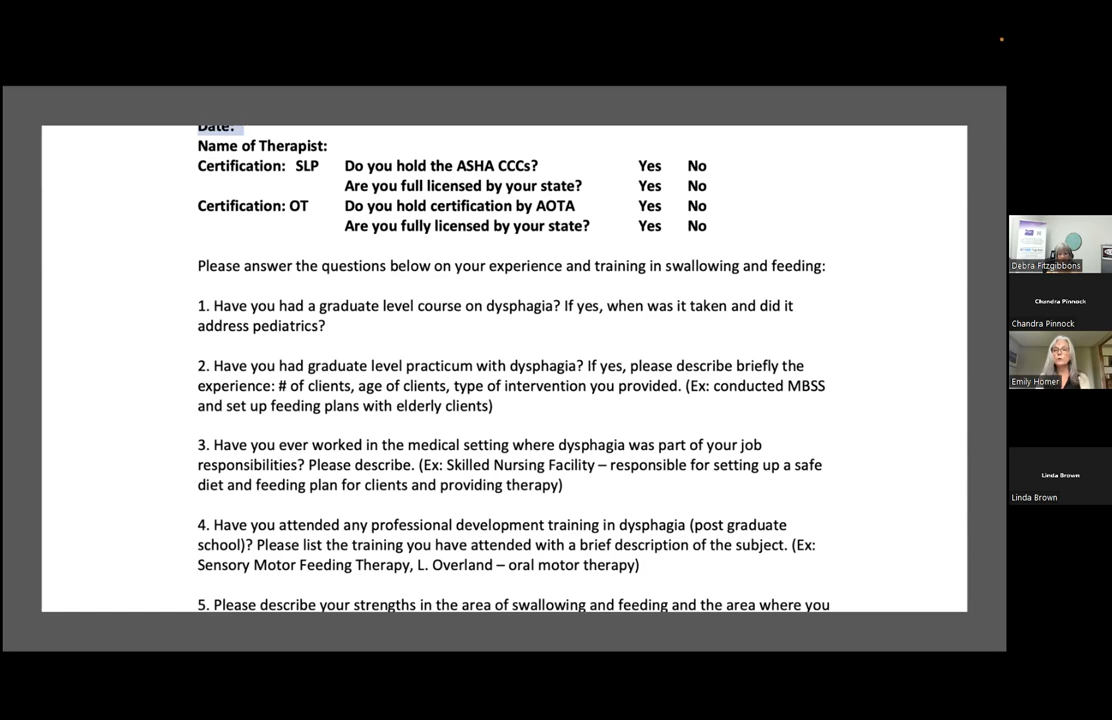 Date:
Name of Therapist:
Certification: SLP Do you hold the ASHA CCCs? Yes No
Are you full licensed by your state? Yes No
Certification: OT Do you hold certification by AOTA Yes No
Are you fully licensed by your state? Yes No
Please answer the questions below on your experience and training in swallowing and feeding:
1. Have you had a graduate level course on dysphagia? If yes, when was it taken and did it
address pediatrics?
2. Have you had graduate level practicum with dysphagia? If yes, please describe briefly the
experience: # of clients, age of clients, type of intervention you provided. (Ex: conducted MBSS
and set up feeding plans with elderly clients)
3. Have you ever worked in the medical setting where dysphagia was part of your job
responsibilities? Please describe. (Ex: Skilled Nursing Facility – responsible for setting up a safe
diet and feeding plan for clients and providing therapy)
4. Have you attended any professional development training in dysphagia (post graduate
school)? Please list the training you have attended with a brief description of the subject. (Ex:
Sensory Motor Feeding Therapy, L. Overland – oral motor therapy)
5. Please describe your strengths in the area of swallowing and feeding and the area where you
Debra Fitzgibbons
Chandra Pinnock
Chandra Pinnock
Emily Homer
Linda Brown
Linda Brown